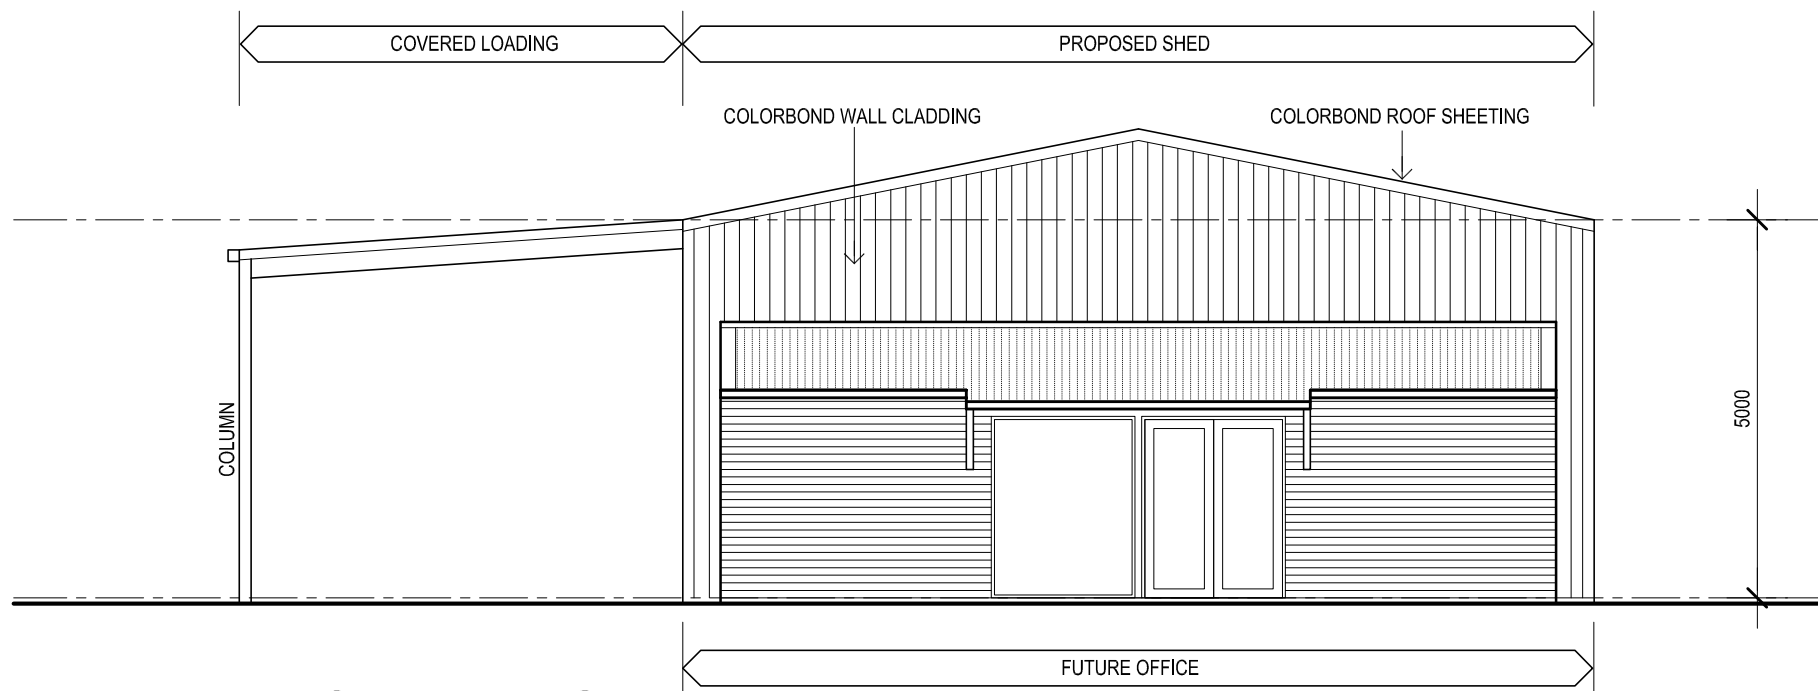 COVERED LOADING
PROPOSED SHED
COLORBOND WALL CLADDING
COLORBOND ROOF SHEETING
COLUMN
5000
FUTURE OFFICE